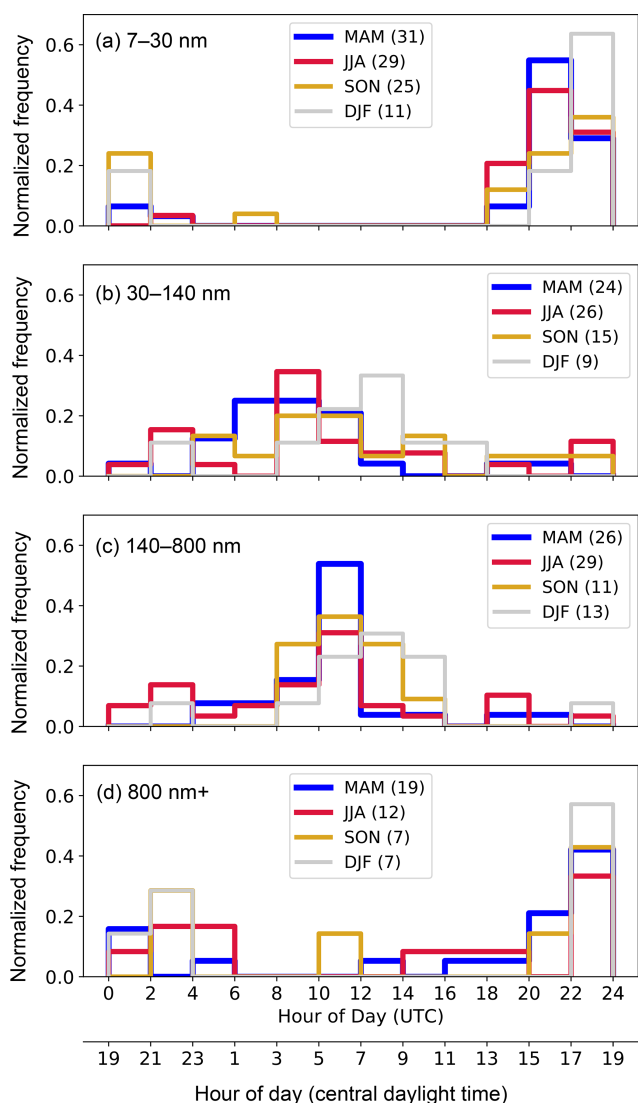 (a) 7–30 nm
Normalized frequency
0.6
0.4
0.2
0.0
MAM (31)
JJA (29)
SON (25)
DJF (11)
(b) 30–140 nm
Normalized frequency
0.6
0.4
0.2
0.0
MAM (24)
JJA (26)
SON (15)
DJF (9)
(c) 140–800 nm
Normalized frequency
0.6
0.4
0.2
0.0
MAM (26)
JJA (29)
SON (11)
DJF (13)
(d) 800 nm+
Normalized frequency
0.6
0.4
0.2
0.0
MAM (19)
JJA (12)
SON (7)
DJF (7)
0 2 4 6 8 10 12 14 16 18 20 22 24
Hour of Day (UTC)
19 21 23 1 3 5 7 9 11 13 15 17 19
Hour of day (central daylight time)